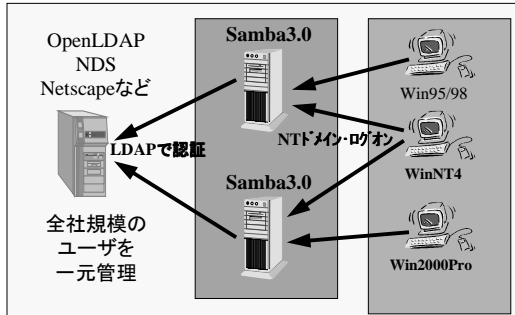 OpenLDAP
NDS
Netscapeなど
LDAPで認証
全社規模の
ユーザを
一元管理
Samba3.0
Samba3.0
NTﾄﾞﾒｲﾝ・ﾛｸﾞｵﾝ
Win95/98
WinNT4
Win2000Pro